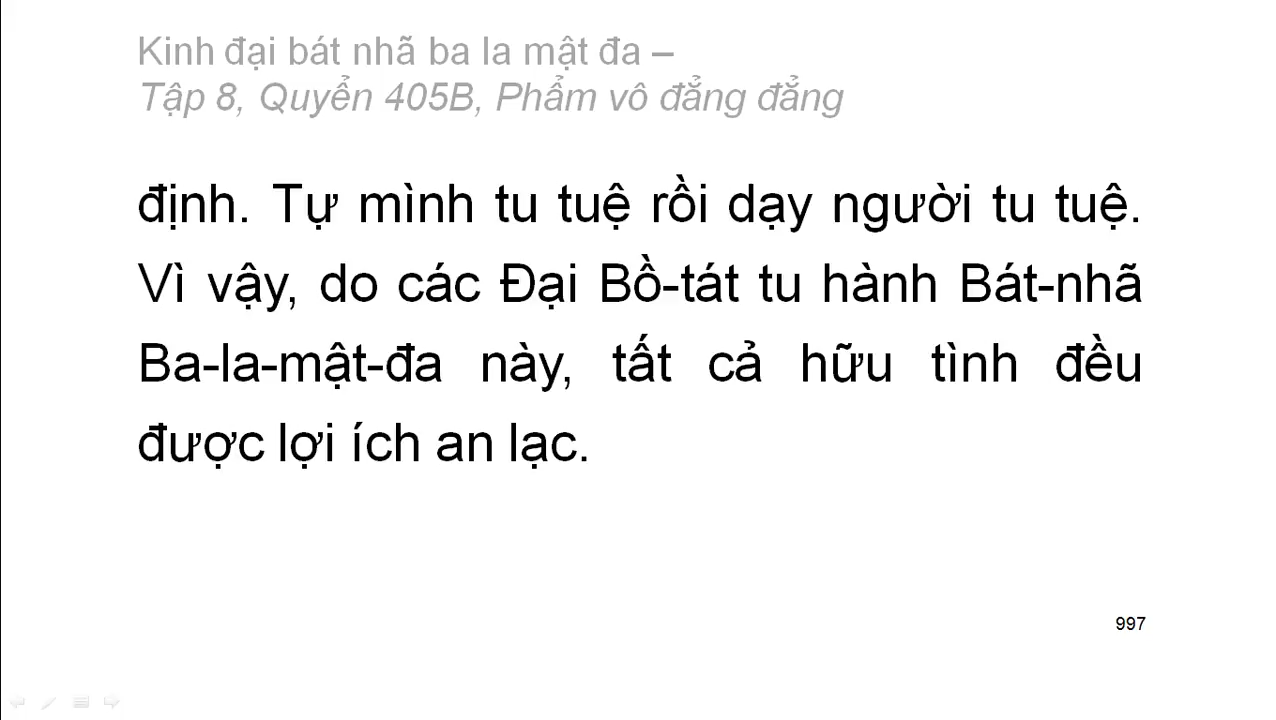 Kinh đại bát nhã ba la mật đa –
Tập 8, Quyển 405B, Phẩm vô đẳng đẳng
định. Tự mình tu tuệ rồi dạy người tu tuệ.
Vì vậy, do các Đại Bồ-tát tu hành Bát-nhã
Ba-la-mật-đa này, tất cả hữu tình đều
được lợi ích an lạc.
997